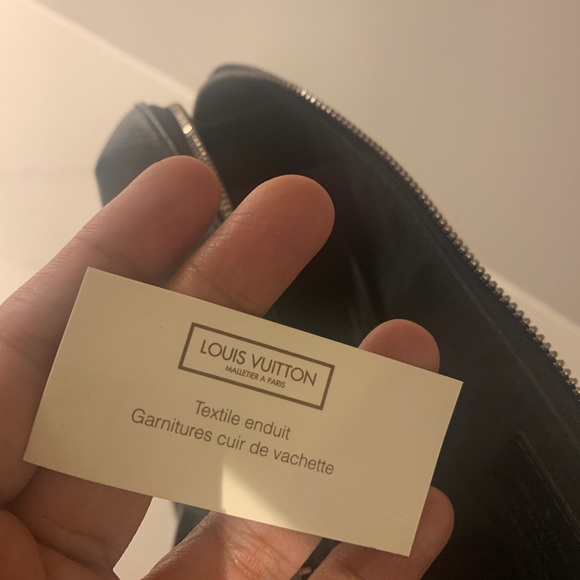 LOUIS VUITTON
MALLETIER A PARIS
Textile enduit
Garnitures cuir de vachette